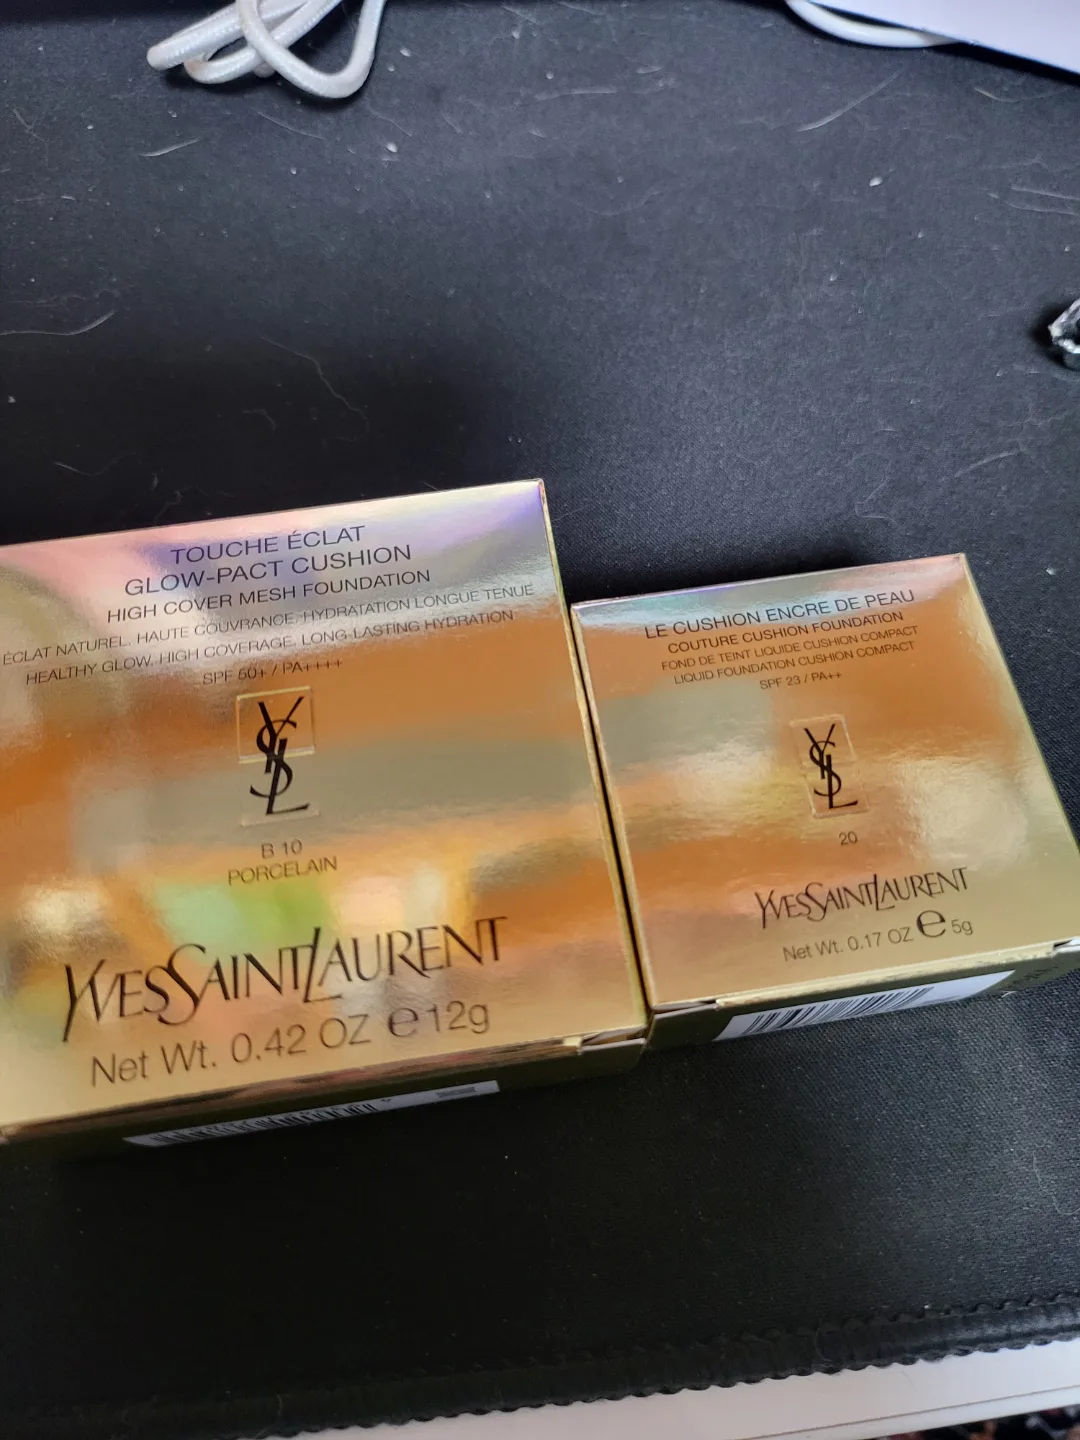 TOUCHE ÉCLAT
GLOW-PACT CUSHION
HIGH COVER MESH FOUNDATION
ÉCLAT NATUREL, HAUTE COUVRANCE, HYDRATATION LONGUE TENUE
HEALTHY GLOW, HIGH COVERAGE, LONG-LASTING HYDRATION
SPF 50+ / PA++++
YSL
B 10
PORCELAIN
YVESSAINTLAURENT
Net Wt. 0.42 OZ e 12g
LE CUSHION ENCRE DE PEAU
COUTURE CUSHION FOUNDATION
FOND DE TEINT LIQUIDE CUSHION COMPACT
LIQUID FOUNDATION CUSHION COMPACT
SPF 23 / PA++
YSL
20
YVESSAINTLAURENT
Net Wt. 0.17 OZ e 5g